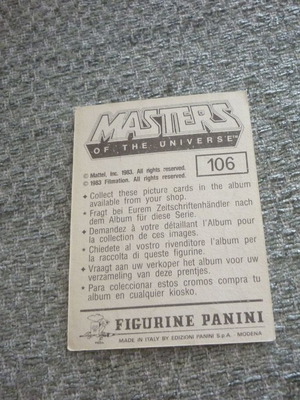 MASTERS
OF THE UNIVERSE™
106
© Mattel, Inc. 1983. All rights reserved.
© 1983 Filmation. All rights reserved.
• Collect these picture cards in the album
available from your shop.
• Fragt bei Eurem Zeitschriftenhändler nach
dem Album für diese Serie.
• Demandez à votre détaillant l'Album pour
la collection de ces images.
• Chiedete al vostro rivenditore l'album per
la raccolta di queste figurine.
• Vraagt aan uw verkoper het album voor uw
verzameling van deze prentjes.
• Para coleccionar estos cromos compra tu
album en cualquier kiosko.
FIGURINE PANINI
MADE IN ITALY BY EDIZIONI PANINI S.p.A. - MODENA